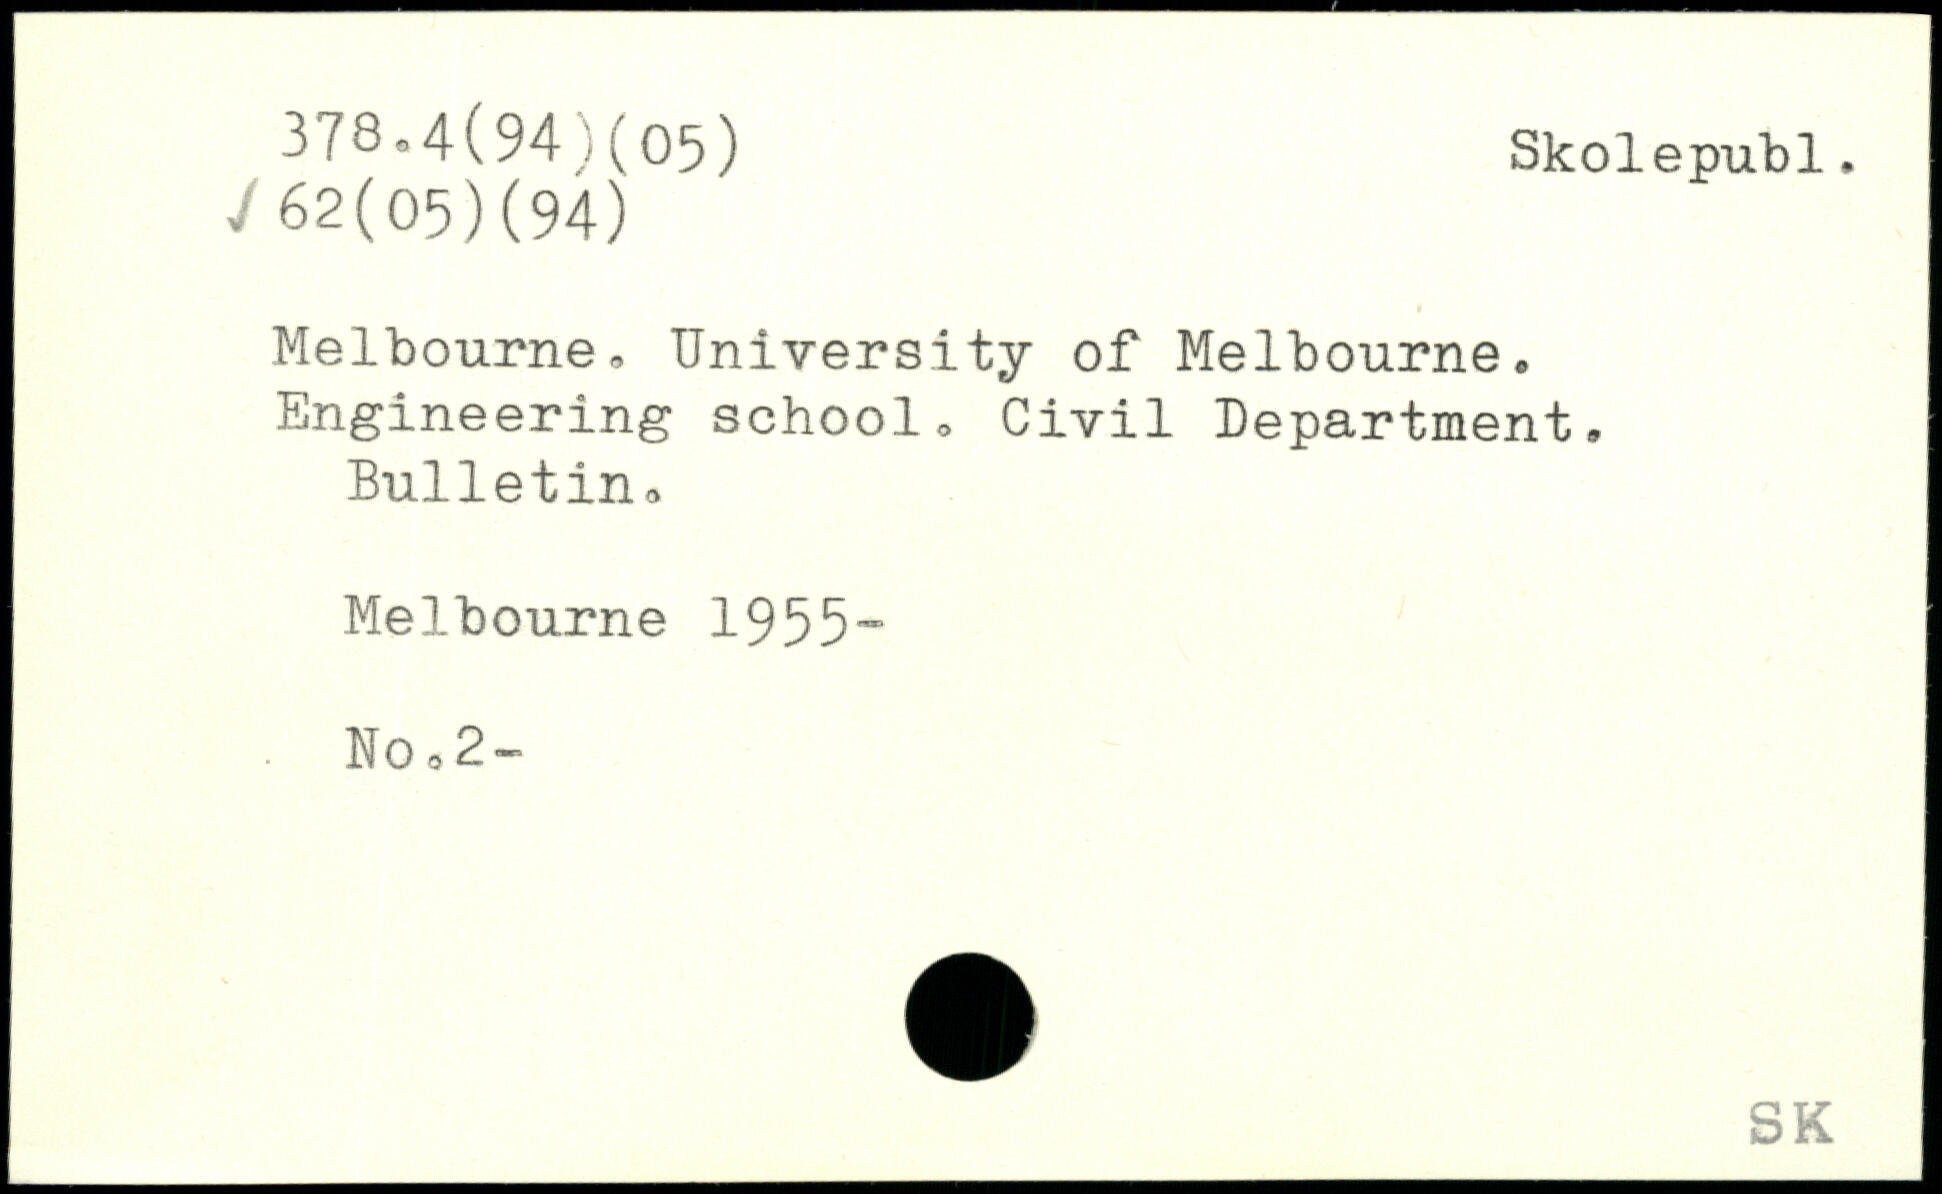 378.4(94)(05) Skolepubl.
✓ 62(05)(94)
Melbourne. University of Melbourne.
Engineering school. Civil Department.
Bulletin.
Melbourne 1955-
No.2-
SK